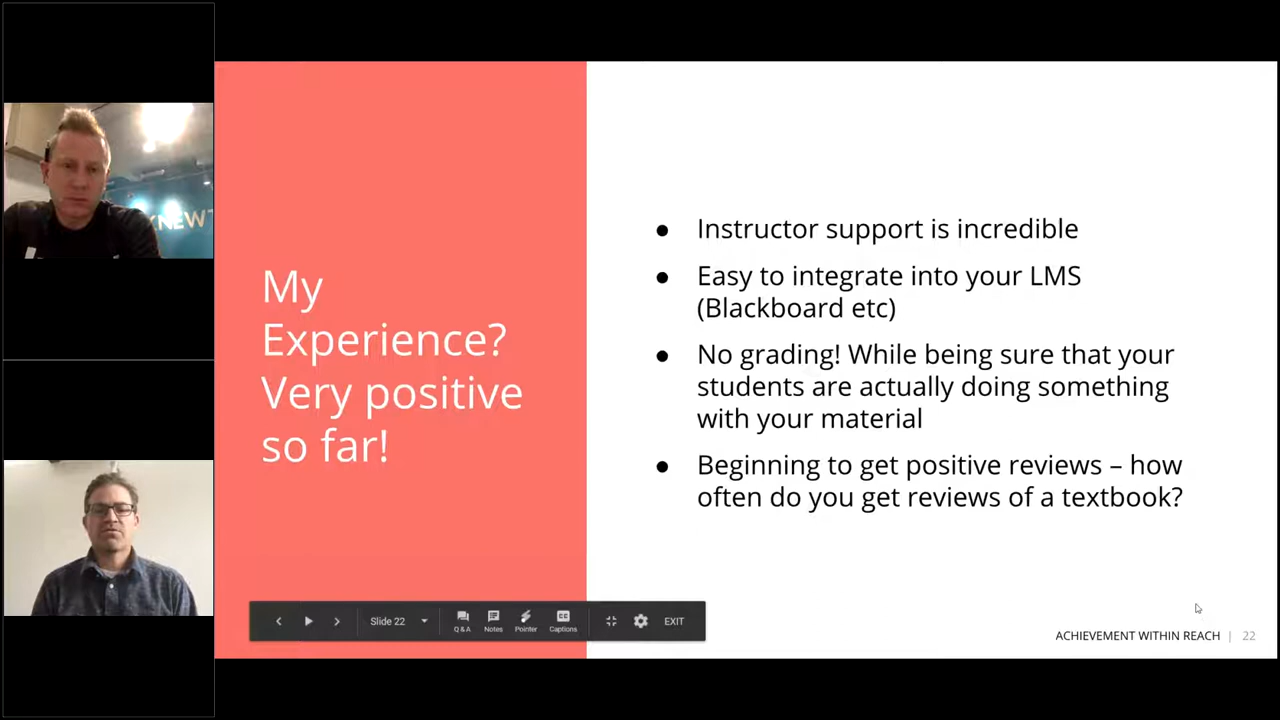 KNEWT
My
Experience?
Very positive
so far!
● Instructor support is incredible
● Easy to integrate into your LMS
(Blackboard etc)
● No grading! While being sure that your
students are actually doing something
with your material
● Beginning to get positive reviews – how
often do you get reviews of a textbook?
Slide 22
Q & A
Notes
Pointer
Captions
EXIT
ACHIEVEMENT WITHIN REACH | 22